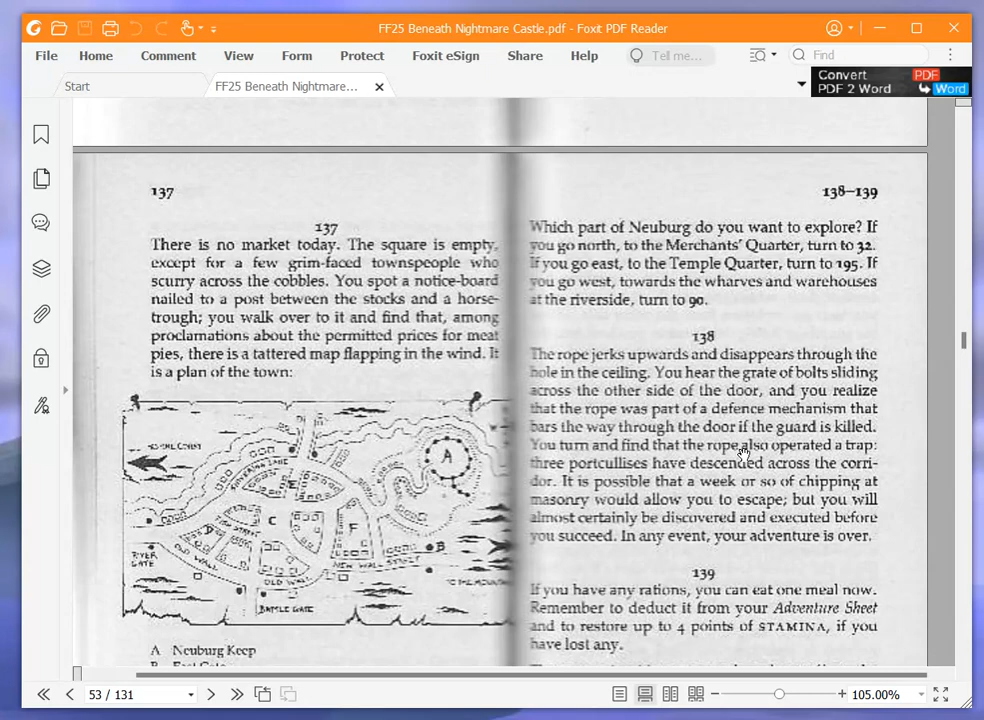 FF25 Beneath Nightmare Castle.pdf - Foxit PDF Reader
File Home Comment View Form Protect Foxit eSign Share Help Tell me... Find
Start FF25 Beneath Nightmare... Convert PDF
PDF 2 Word Word
137
137
There is no market today. The square is empty,
except for a few grim-faced townspeople who
scurry across the cobbles. You spot a notice-board
nailed to a post between the stocks and a horse-
trough; you walk over to it and find that, among
proclamations about the permitted prices for meat
pies, there is a tattered map flapping in the wind. It
is a plan of the town:
A
E
C
F
D
FISH STREET
OLD WALL
RIVER
GATE
B
NEW WALL STREET
OLD WALL
BATTLE GATE
A Neuburg Keep
138–139
Which part of Neuburg do you want to explore? If
you go north, to the Merchants' Quarter, turn to 32.
If you go east, to the Temple Quarter, turn to 195. If
you go west, towards the wharves and warehouses
at the riverside, turn to 90.
138
The rope jerks upwards and disappears through the
hole in the ceiling. You hear the grate of bolts sliding
across the other side of the door, and you realize
that the rope was part of a defence mechanism that
bars the way through the door if the guard is killed.
You turn and find that the rope also operated a trap:
three portcullises have descended across the corri-
dor. It is possible that a week or so of chipping at
masonry would allow you to escape; but you will
almost certainly be discovered and executed before
you succeed. In any event, your adventure is over.
139
If you have any rations, you can eat one meal now.
Remember to deduct it from your Adventure Sheet
and to restore up to 4 points of STAMINA, if you
have lost any.
53 / 131
105.00%